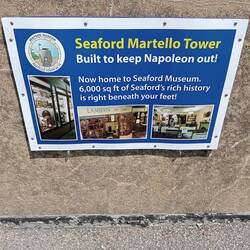 Seaford Martello Tower
Built to keep Napoleon out!
Now home to Seaford Museum.
6,000 sq ft of Seaford's rich history
is right beneath your feet!